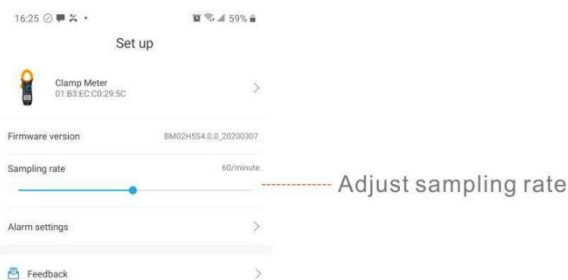 16:25 59%
Set up
Clamp Meter
01:B3:EC:C0:29:5C
Firmware version BM02H5S4.0.0_20200307
Sampling rate 60/minute
Adjust sampling rate
Alarm settings
Feedback